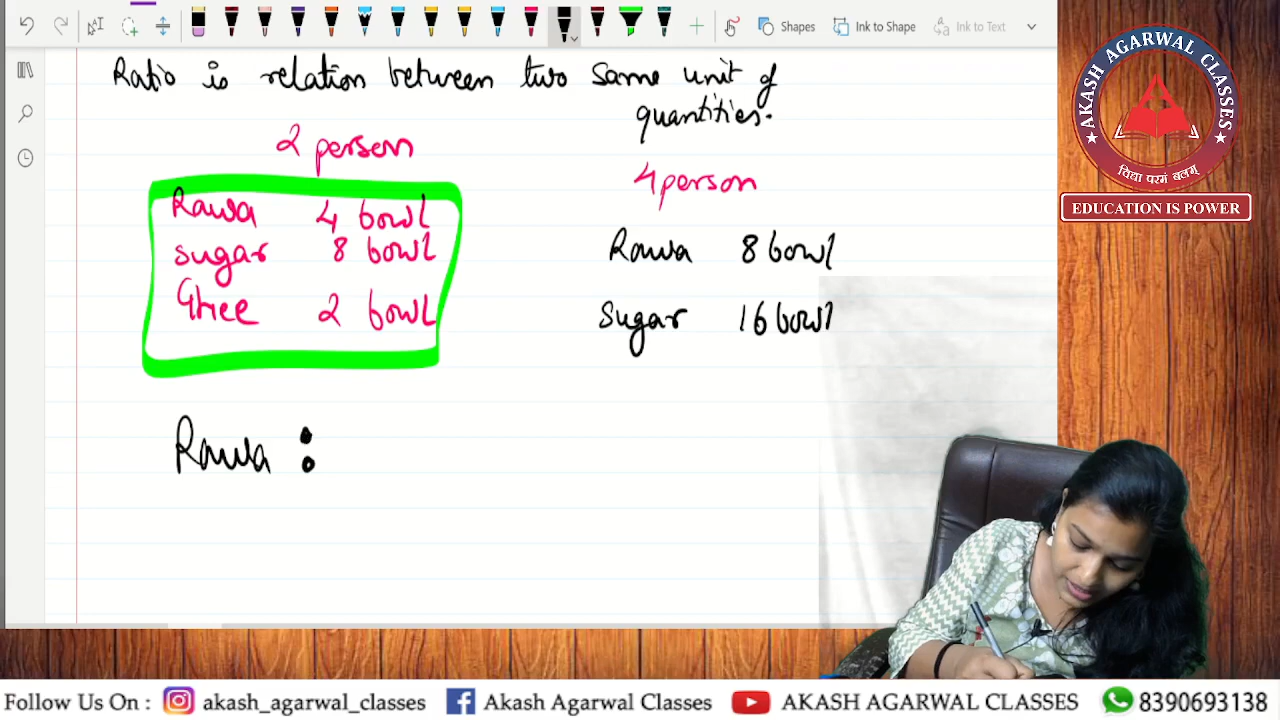 Shapes
Ink to Shape
Ink to Text
Ratio is relation between two same unit of
quantities.
2 person
Rawa 4 bowl
sugar 8 bowl
Ghee 2 bowl
4 person
Rawa 8 bowl
Sugar 16 bowl
Rawa :
AKASH AGARWAL CLASSES
विद्या परमं बलम्
EDUCATION IS POWER
Follow Us On : akash_agarwal_classes Akash Agarwal Classes AKASH AGARWAL CLASSES 8390693138